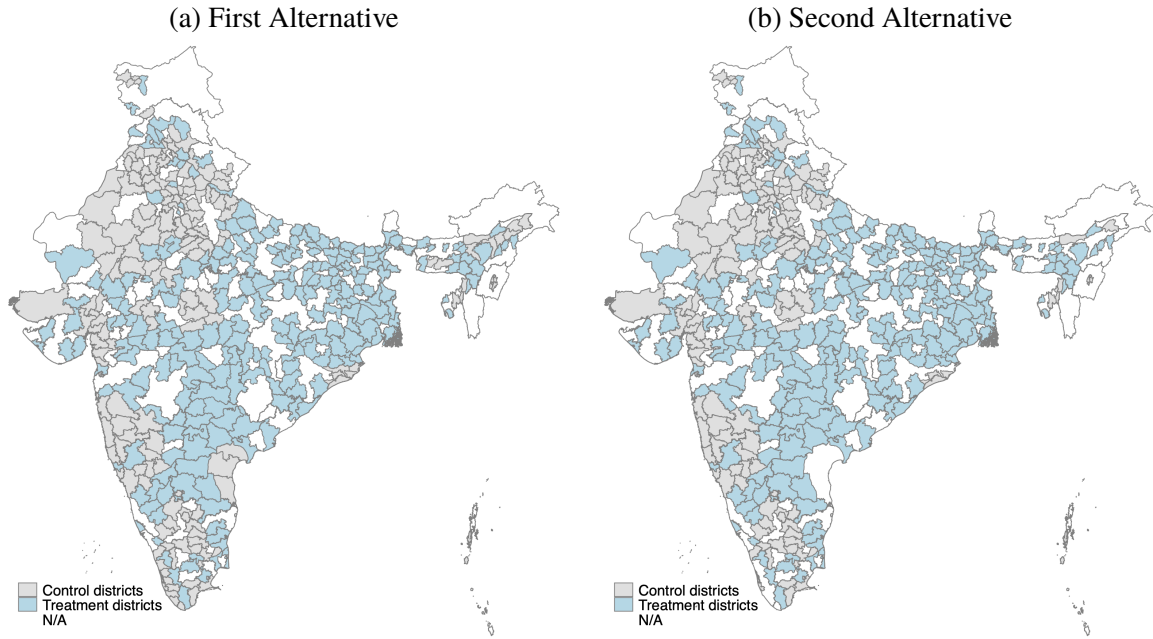 (a) First Alternative
(b) Second Alternative
Control districts
Treatment districts
N/A
Control districts
Treatment districts
N/A